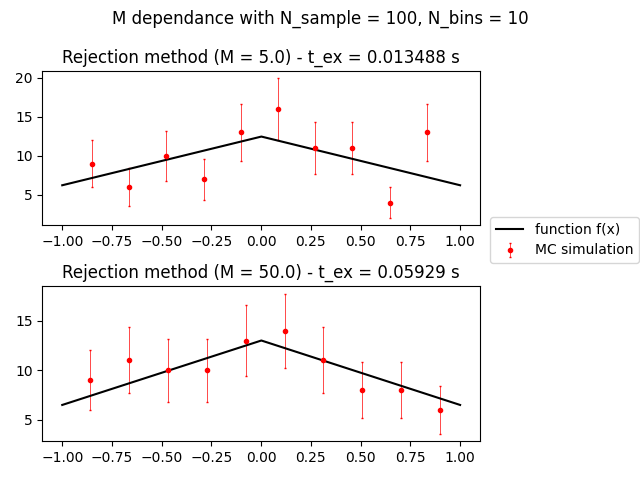 M dependance with N_sample = 100, N_bins = 10
Rejection method (M = 5.0) - t_ex = 0.013488 s
20
15
10
5
−1.00 −0.75 −0.50 −0.25 0.00 0.25 0.50 0.75 1.00
function f(x)
MC simulation
Rejection method (M = 50.0) - t_ex = 0.05929 s
15
10
5
−1.00 −0.75 −0.50 −0.25 0.00 0.25 0.50 0.75 1.00